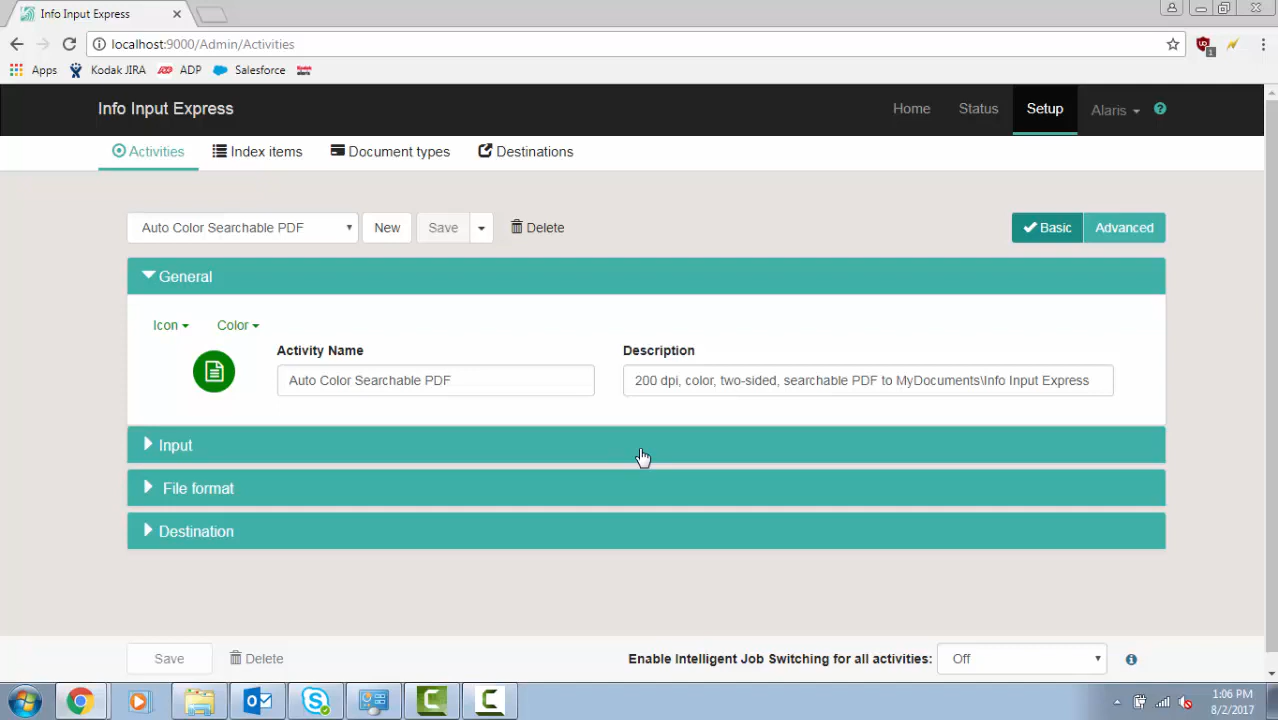 Info Input Express
localhost:9000/Admin/Activities
Apps Kodak JIRA ADP Salesforce
Info Input Express Home Status Setup Alaris
Activities Index items Document types Destinations
Auto Color Searchable PDF New Save Delete Basic Advanced
General
Icon Color
Activity Name Description
Auto Color Searchable PDF 200 dpi, color, two-sided, searchable PDF to MyDocuments\Info Input Express
Input
File format
Destination
Save Delete Enable Intelligent Job Switching for all activities: Off
1:06 PM
8/2/2017